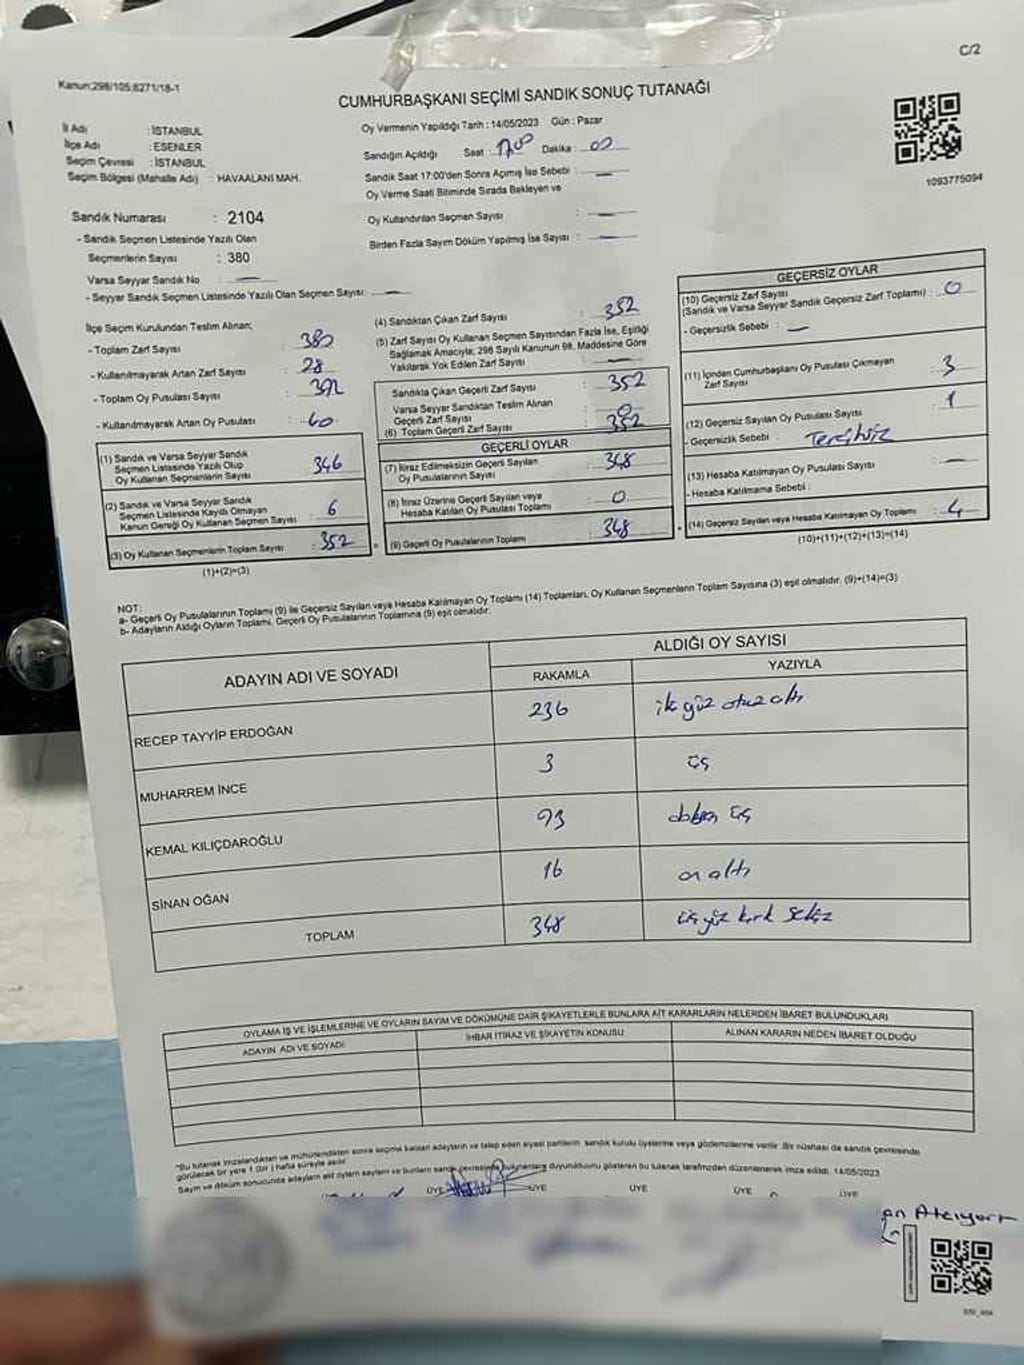 C/2
Kanun:298/105;6271/18-1
CUMHURBAŞKANI SEÇİMİ SANDIK SONUÇ TUTANAĞI
İl Adı : İSTANBUL
İlçe Adı : ESENLER
Seçim Çevresi : İSTANBUL
Seçim Bölgesi (Mahalle Adı) : HAVAALANI MAH.
Oy Vermenin Yapıldığı Tarih : 14/05/2023 Gün : Pazar
Sandığın Açıldığı Saat : 17,00 Dakika : 00
Sandık Saat 17:00'den Sonra Açımış İse Sebebi : —
Oy Verme Saati Bitiminde Sırada Bekleyen ve
Oy Kullandırılan Seçmen Sayısı : —
Birden Fazla Sayım Döküm Yapılmış İse Sayısı : —
1093775094
Sandık Numarası : 2104
- Sandık Seçmen Listesinde Yazılı Olan
Seçmenlerin Sayısı : 380
Varsa Seyyar Sandık No : —
- Seyyar Sandık Seçmen Listesinde Yazılı Olan Seçmen Sayısı : —
İlçe Seçim Kurulundan Teslim Alınan;
- Toplam Zarf Sayısı : 380
- Kullanılmayarak Artan Zarf Sayısı : 28
- Toplam Oy Pusulası Sayısı : 392
- Kullanılmayarak Artan Oy Pusulası : 40
(1) Sandık ve Varsa Seyyar Sandık
Seçmen Listesinde Yazılı Olup
Oy Kullanan Seçmenlerin Sayısı : 346
(2) Sandık ve Varsa Seyyar Sandık
Seçmen Listesinde Kayıtlı Olmayan
Kanun Gereği Oy Kullanan Seçmen Sayısı : 6
(3) Oy Kullanan Seçmenlerin Toplam Sayısı : 352
(1)+(2)=(3)
(4) Sandıktan Çıkan Zarf Sayısı : 352
(5) Zarf Sayısı Oy Kullanan Seçmen Sayısından Fazla İse, Eşitliği
Sağlamak Amacıyla; 298 Sayılı Kanunun 98. Maddesine Göre
Yakılarak Yok Edilen Zarf Sayısı : —
Sandıkta Çıkan Geçerli Zarf Sayısı : 352
Varsa Seyyar Sandıktan Teslim Alınan
Geçerli Zarf Sayısı : 0
(6) Toplam Geçerli Zarf Sayısı : 352
GEÇERLİ OYLAR
(7) İtiraz Edilmeksizin Geçerli Sayılan
Oy Pusulalarının Sayısı : 348
(8) İtiraz Üzerine Geçerli Sayılan veya
Hesaba Katılan Oy Pusulası Toplamı : 0
(9) Geçerli Oy Pusulalarının Toplamı : 348
GEÇERSİZ OYLAR
(10) Geçersiz Zarf Sayısı
(Sandık ve Varsa Seyyar Sandık Geçersiz Zarf Toplamı) : 0
- Geçersizlik Sebebi : —
(11) İçinden Cumhurbaşkanı Oy Pusulası Çıkmayan
Zarf Sayısı : 3
(12) Geçersiz Sayılan Oy Pusulası Sayısı : 1
- Geçersizlik Sebebi : Tercihsiz
(13) Hesaba Katılmayan Oy Pusulası Sayısı : —
- Hesaba Katılmama Sebebi :
(14) Geçersiz Sayılan veya Hesaba Katılmayan Oy Toplamı : 4
(10)+(11)+(12)+(13)=(14)
NOT:
a- Geçerli Oy Pusulalarının Toplamı (9) ile Geçersiz Sayılan veya Hesaba Katılmayan Oy Toplamı (14) Toplamları, Oy Kullanan Seçmenlerin Toplam Sayısına (3) eşit olmalıdır. (9)+(14)=(3)
b- Adayların Aldığı Oyların Toplamı, Geçerli Oy Pusulalarının Toplamına (9) eşit olmalıdır.
ADAYIN ADI VE SOYADI ALDIĞI OY SAYISI
RAKAMLA YAZIYLA
RECEP TAYYİP ERDOĞAN 236 iki yüz otuz altı
MUHARREM İNCE 3 üç
KEMAL KILIÇDAROĞLU 93 doksan üç
SİNAN OĞAN 16 on altı
TOPLAM 348 üç yüz kırk sekiz
OYLAMA İŞ VE İŞLEMLERİNE VE OYLARIN SAYIM VE DÖKÜMÜNE DAİR ŞİKAYETLERLE BUNLARA AİT KARARLARIN NELERDEN İBARET BULUNDUKLARI
ADAYIN ADI VE SOYADI İHBAR İTİRAZ VE ŞİKAYETİN KONUSU ALINAN KARARIN NEDEN İBARET OLDUĞU
"Bu tutanak imzalandıktan ve mühürlendikten sonra seçime katılan adayların ve talep eden siyasi partilerin sandık kurulu üyelerine veya gözlemcilerine verilir. Bir nüshası da sandık çevresinde
görülecek bir yere 1 (bir) hafta süreyle asılır.
Sayım ve döküm sonucunda adayların elde ettikleri oyların sayılarını ve bunların sandık çevresinde duyurulduğunu gösteren bu tutanak tarafımızdan düzenlenerek imza edildi. 14/05/2023
ÜYE ÜYE ÜYE ÜYE ÜYE